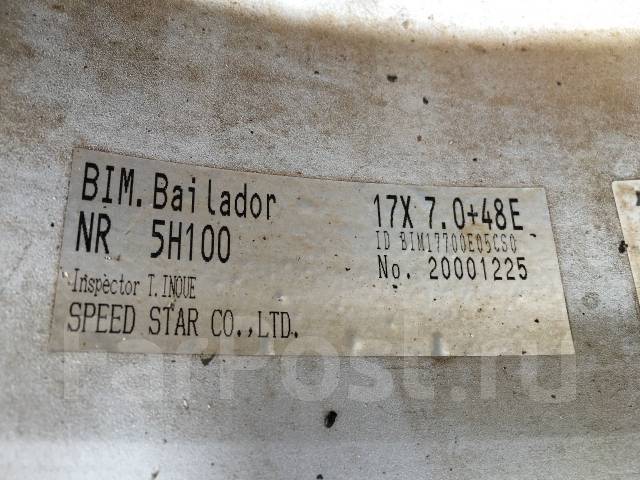 BIM. Bailador 17X 7.0+48E
NR 5H100 ID BIM17700E05CS0
No. 20001225
Inspector T.INOUE
SPEED STAR CO.,LTD.
FarPost.ru